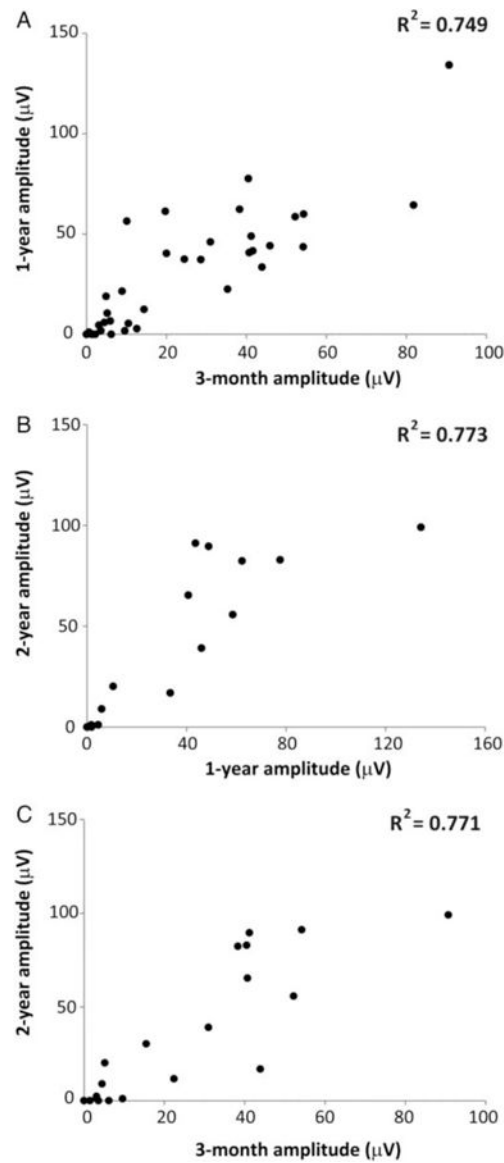 A
R² = 0.749
150
100
50
0
1-year amplitude (µV)
0 20 40 60 80 100
3-month amplitude (µV)
B
R² = 0.773
150
100
50
0
2-year amplitude (µV)
0 40 80 120 160
1-year amplitude (µV)
C
R² = 0.771
150
100
50
0
2-year amplitude (µV)
0 20 40 60 80 100
3-month amplitude (µV)